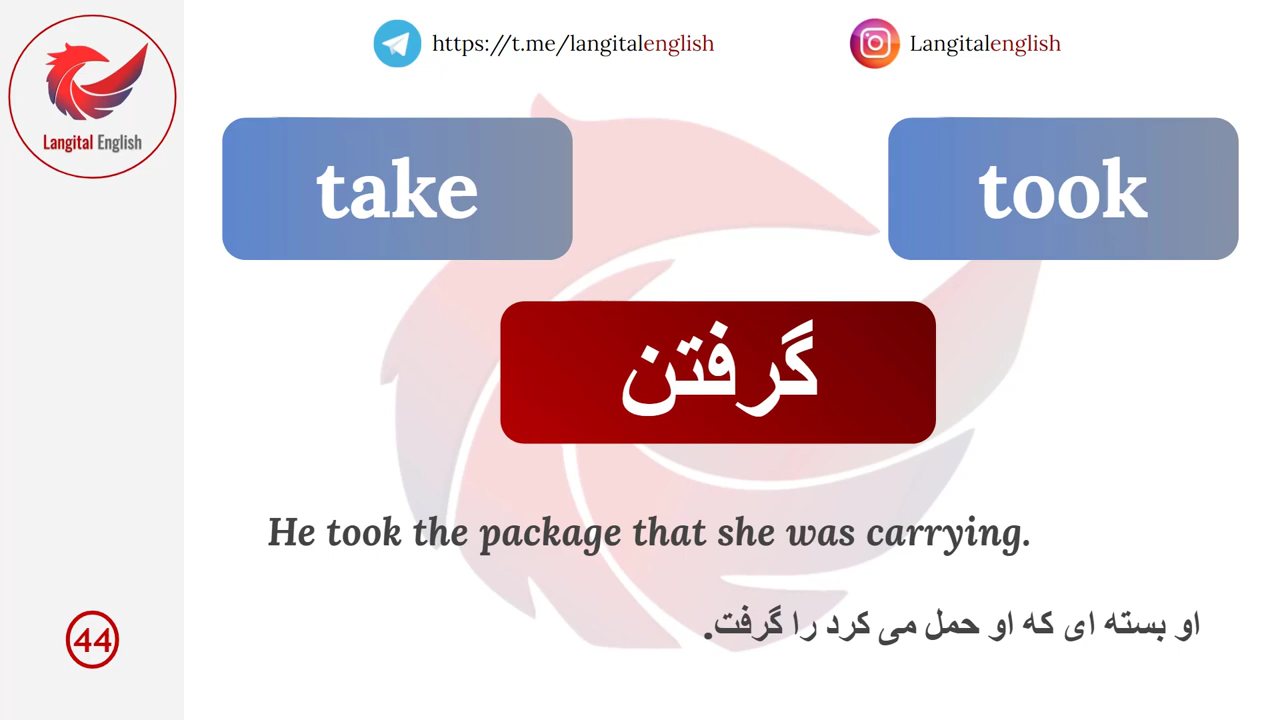 https://t.me/langitalenglish
Langitalenglish
Langital English
take
took
گرفتن
He took the package that she was carrying.
او بسته ای که او حمل می کرد را گرفت.
44